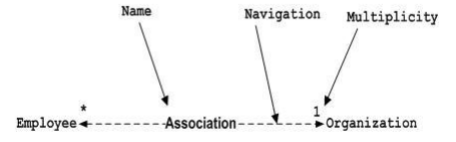 Name
Navigation
Multiplicity
*
1
Employee
Association
Organization